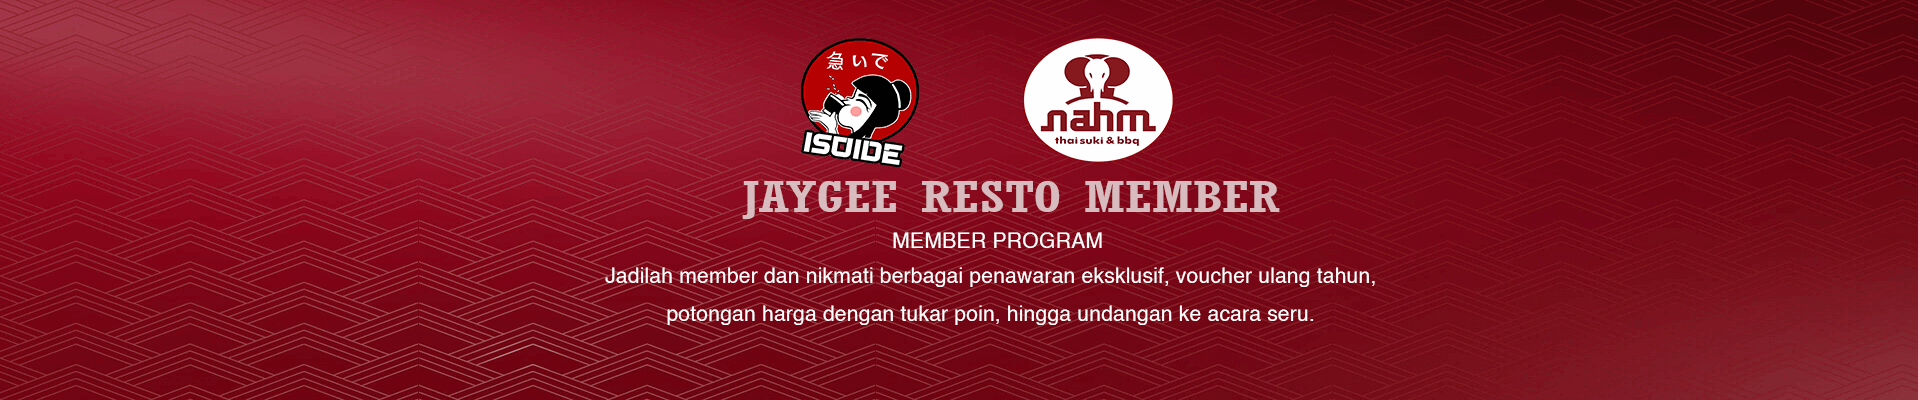 急いで
ISOIDE
nahm
thai suki & bbq
JAYGEE RESTO MEMBER
MEMBER PROGRAM
Jadilah member dan nikmati berbagai penawaran eksklusif, voucher ulang tahun,
potongan harga dengan tukar poin, hingga undangan ke acara seru.